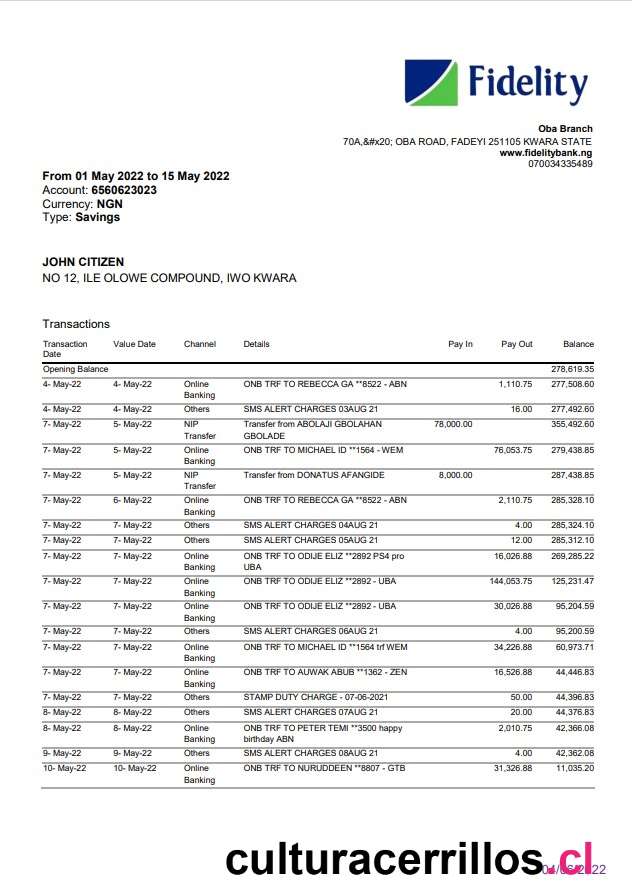 Fidelity
Oba Branch
70A,&#x20; OBA ROAD, FADEYI 251105 KWARA STATE
www.fidelitybank.ng
070034335489
From 01 May 2022 to 15 May 2022
Account: 6560623023
Currency: NGN
Type: Savings
JOHN CITIZEN
NO 12, ILE OLOWE COMPOUND, IWO KWARA
Transactions
Transaction Date Value Date Channel Details Pay In Pay Out Balance
Opening Balance 278,619.35
4- May-22 4- May-22 Online Banking ONB TRF TO REBECCA GA **8522 - ABN 1,110.75 277,508.60
4- May-22 4- May-22 Others SMS ALERT CHARGES 03AUG 21 16.00 277,492.60
7- May-22 5- May-22 NIP Transfer Transfer from ABOLAJI GBOLAHAN GBOLADE 78,000.00 355,492.60
7- May-22 5- May-22 Online Banking ONB TRF TO MICHAEL ID **1564 - WEM 76,053.75 279,438.85
7- May-22 5- May-22 NIP Transfer Transfer from DONATUS AFANGIDE 8,000.00 287,438.85
7- May-22 6- May-22 Online Banking ONB TRF TO REBECCA GA **8522 - ABN 2,110.75 285,328.10
7- May-22 7- May-22 Others SMS ALERT CHARGES 04AUG 21 4.00 285,324.10
7- May-22 7- May-22 Others SMS ALERT CHARGES 05AUG 21 12.00 285,312.10
7- May-22 7- May-22 Online Banking ONB TRF TO ODIJE ELIZ **2892 PS4 pro UBA 16,026.88 269,285.22
7- May-22 7- May-22 Online Banking ONB TRF TO ODIJE ELIZ **2892 - UBA 144,053.75 125,231.47
7- May-22 7- May-22 Online Banking ONB TRF TO ODIJE ELIZ **2892 - UBA 30,026.88 95,204.59
7- May-22 7- May-22 Others SMS ALERT CHARGES 06AUG 21 4.00 95,200.59
7- May-22 7- May-22 Online Banking ONB TRF TO MICHAEL ID **1564 trf WEM 34,228.88 60,973.71
7- May-22 7- May-22 Online Banking ONB TRF TO AUWAK ABUB **1362 - ZEN 16,526.88 44,446.83
7- May-22 7- May-22 Others STAMP DUTY CHARGE - 07-06-2021 50.00 44,396.83
8- May-22 8- May-22 Others SMS ALERT CHARGES 07AUG 21 20.00 44,376.83
8- May-22 8- May-22 Online Banking ONB TRF TO PETER TEMI **3500 happy birthday ABN 2,010.75 42,366.08
9- May-22 9- May-22 Others SMS ALERT CHARGES 08AUG 21 4.00 42,362.08
10- May-22 10- May-22 Online Banking ONB TRF TO NURUDDEEN **8807 - GTB 31,326.88 11,035.20
culturacerrillos.cl